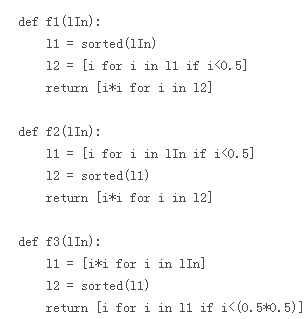 def f1(lIn):
    l1 = sorted(lIn)
    l2 = [i for i in l1 if i<0.5]
    return [i*i for i in l2]

def f2(lIn):
    l1 = [i for i in lIn if i<0.5]
    l2 = sorted(l1)
    return [i*i for i in l2]

def f3(lIn):
    l1 = [i*i for i in lIn]
    l2 = sorted(l1)
    return [i for i in l1 if i<(0.5*0.5)]